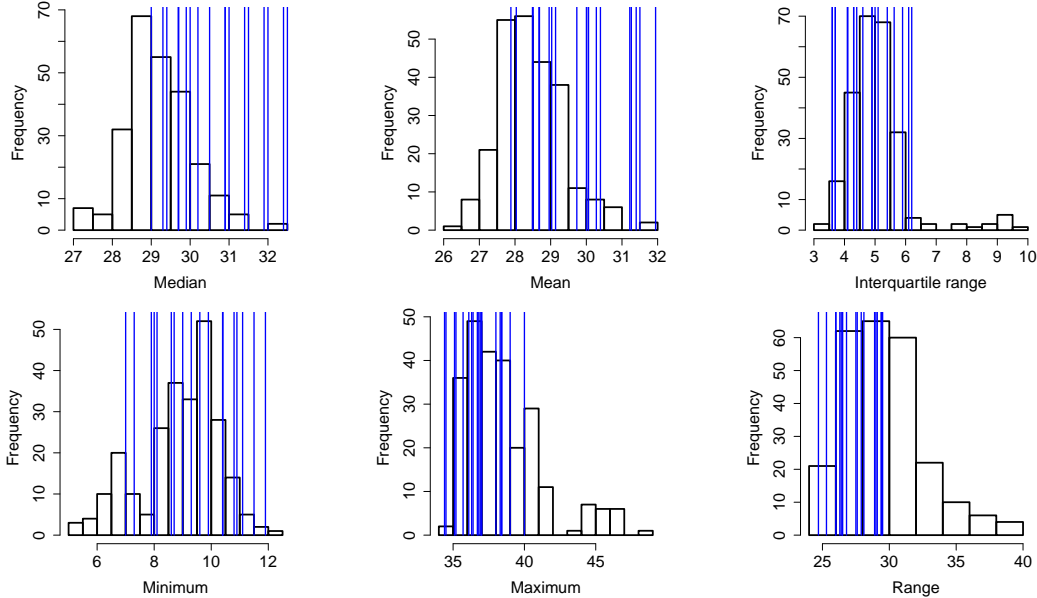 Frequency
0 10 30 50 70
27 28 29 30 31 32
Median
Frequency
0 10 20 30 40 50
26 27 28 29 30 31 32
Mean
Frequency
0 10 30 50 70
3 4 5 6 7 8 9 10
Interquartile range
Frequency
0 10 20 30 40 50
6 8 10 12
Minimum
Frequency
0 10 20 30 40 50
35 40 45
Maximum
Frequency
0 10 20 30 40 50 60
25 30 35 40
Range